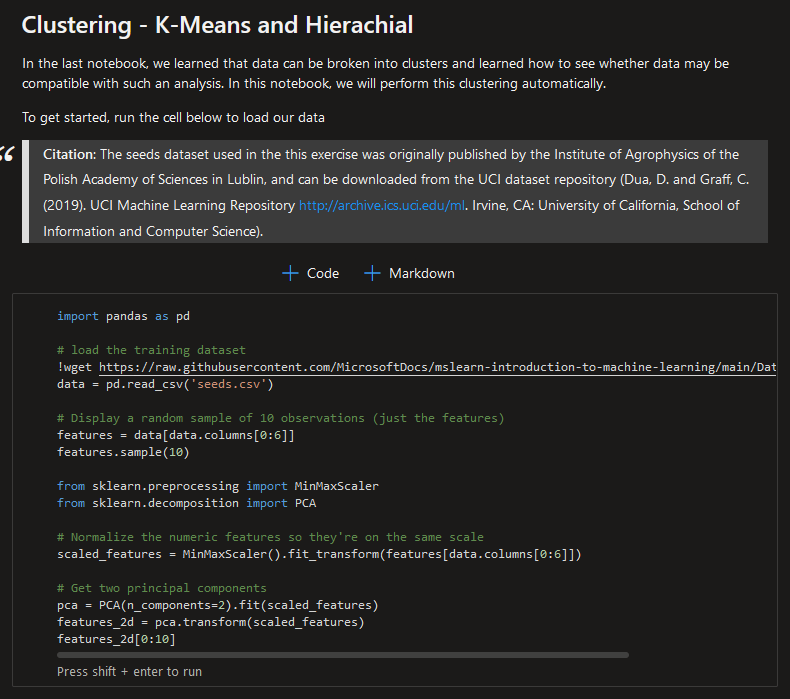 Clustering - K-Means and Hierachial
In the last notebook, we learned that data can be broken into clusters and learned how to see whether data may be
compatible with such an analysis. In this notebook, we will perform this clustering automatically.
To get started, run the cell below to load our data
“
Citation: The seeds dataset used in the this exercise was originally published by the Institute of Agrophysics of the
Polish Academy of Sciences in Lublin, and can be downloaded from the UCI dataset repository (Dua, D. and Graff, C.
(2019). UCI Machine Learning Repository http://archive.ics.uci.edu/ml. Irvine, CA: University of California, School of
Information and Computer Science).
+ Code + Markdown
import pandas as pd
# load the training dataset
!wget https://raw.githubusercontent.com/MicrosoftDocs/mslearn-introduction-to-machine-learning/main/Dat
data = pd.read_csv('seeds.csv')
# Display a random sample of 10 observations (just the features)
features = data[data.columns[0:6]]
features.sample(10)
from sklearn.preprocessing import MinMaxScaler
from sklearn.decomposition import PCA
# Normalize the numeric features so they're on the same scale
scaled_features = MinMaxScaler().fit_transform(features[data.columns[0:6]])
# Get two principal components
pca = PCA(n_components=2).fit(scaled_features)
features_2d = pca.transform(scaled_features)
features_2d[0:10]
Press shift + enter to run